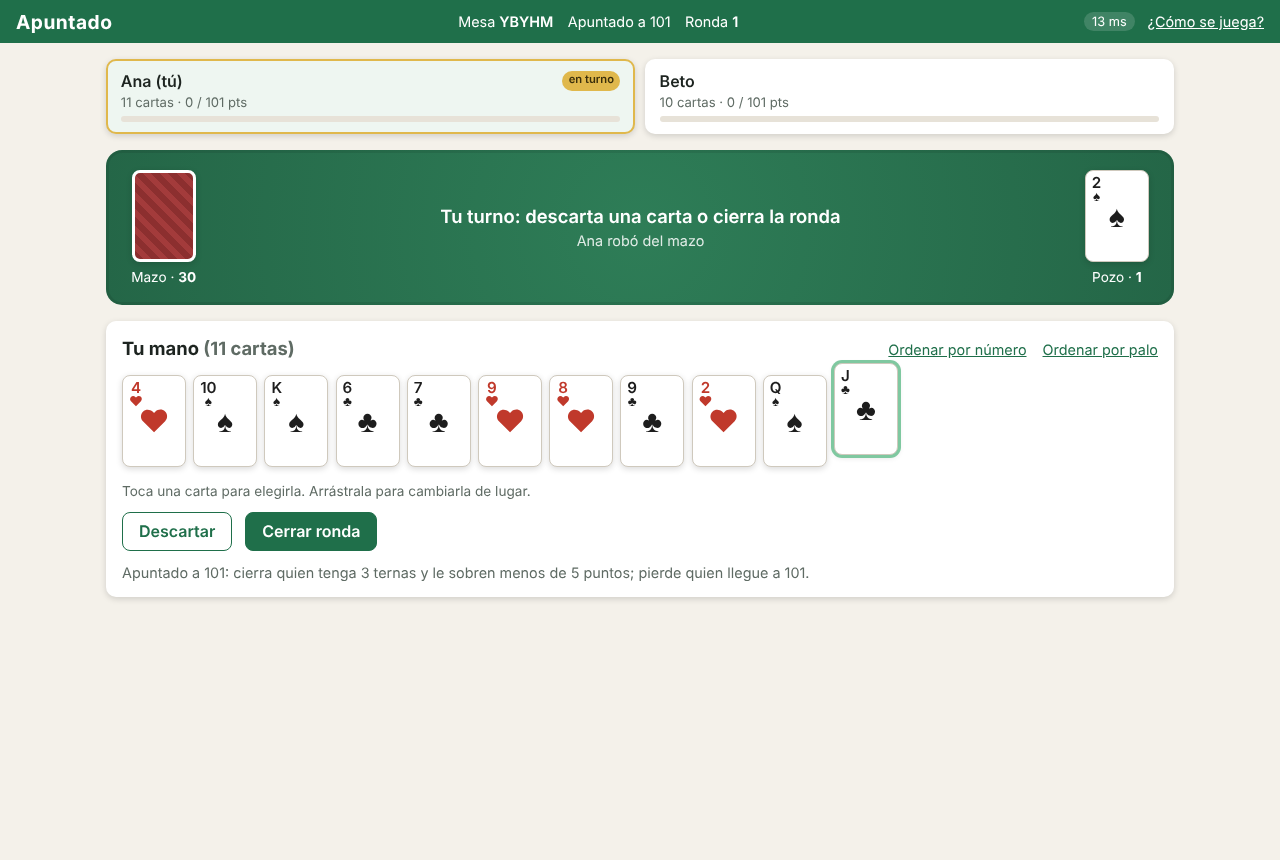 Apuntado
Mesa YBYHM Apuntado a 101 Ronda 1
13 ms ¿Cómo se juega?
Ana (tú) en turno
11 cartas · 0 / 101 pts
Beto
10 cartas · 0 / 101 pts
Mazo · 30
Tu turno: descarta una carta o cierra la ronda
Ana robó del mazo
2
♠
♠
Pozo · 1
Tu mano (11 cartas)
Ordenar por número Ordenar por palo
4 10 K 6 7 9 8 9 2 Q J
♥ ♠ ♠ ♣ ♣ ♥ ♥ ♣ ♥ ♠ ♣
♥ ♠ ♠ ♣ ♣ ♥ ♥ ♣ ♥ ♠ ♣
Toca una carta para elegirla. Arrástrala para cambiarla de lugar.
Descartar Cerrar ronda
Apuntado a 101: cierra quien tenga 3 ternas y le sobren menos de 5 puntos; pierde quien llegue a 101.